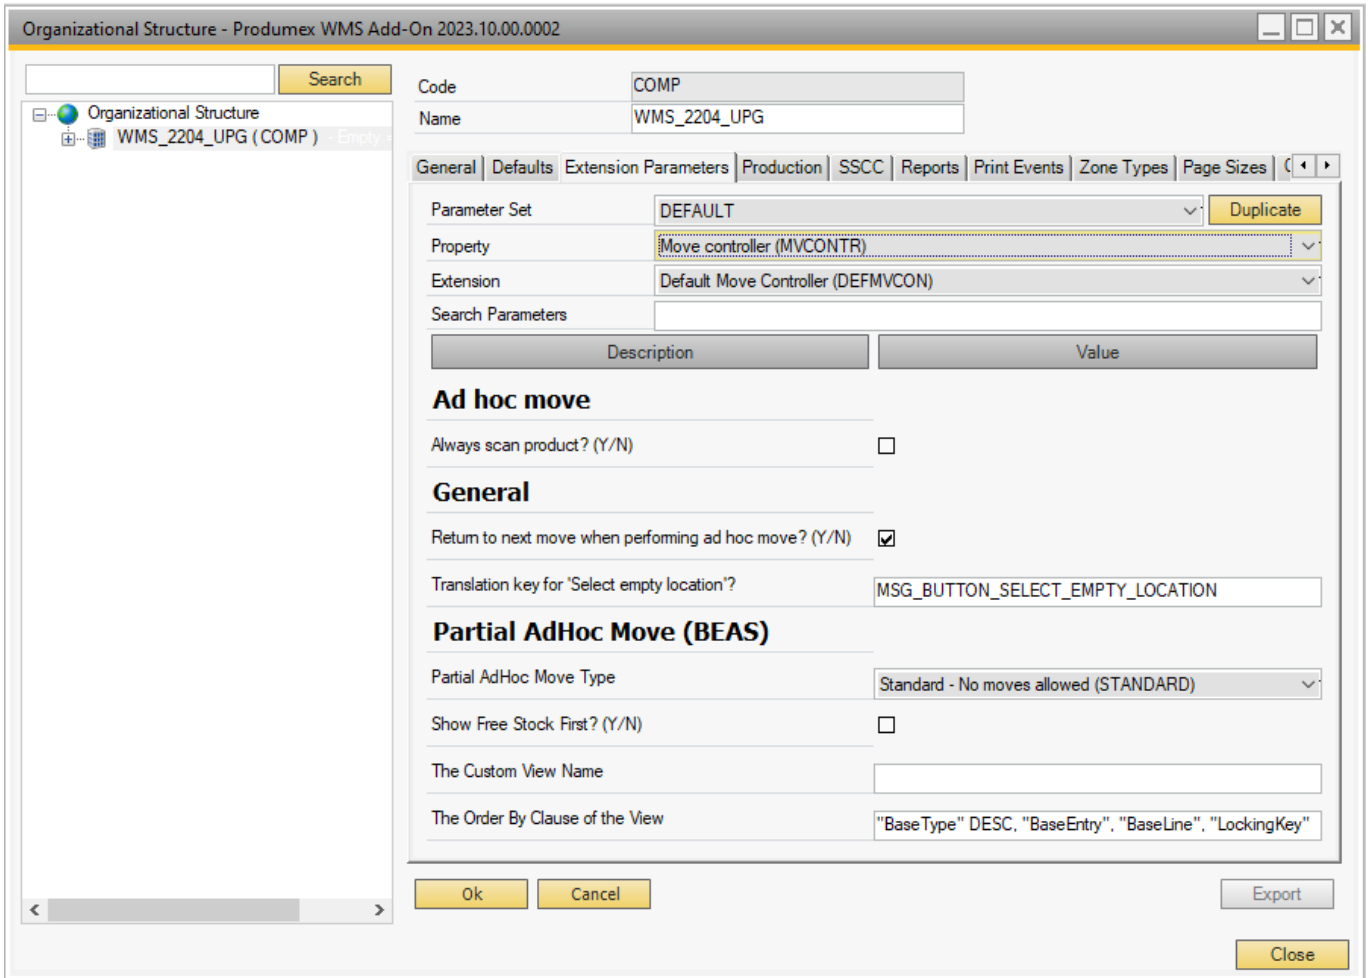 Organizational Structure - Produmex WMS Add-On 2023.10.00.0002
Search
Organizational Structure
WMS_2204_UPG ( COMP ) - Empty =
Code COMP
Name WMS_2204_UPG
General Defaults Extension Parameters Production SSCC Reports Print Events Zone Types Page Sizes
Parameter Set DEFAULT Duplicate
Property Move controller (MVCONTR)
Extension Default Move Controller (DEFMVCON)
Search Parameters
Description Value
Ad hoc move
Always scan product? (Y/N)
General
Return to next move when performing ad hoc move? (Y/N)
Translation key for 'Select empty location'? MSG_BUTTON_SELECT_EMPTY_LOCATION
Partial AdHoc Move (BEAS)
Partial AdHoc Move Type Standard - No moves allowed (STANDARD)
Show Free Stock First? (Y/N)
The Custom View Name
The Order By Clause of the View "BaseType" DESC, "BaseEntry", "BaseLine", "LockingKey"
Ok Cancel Export
Close